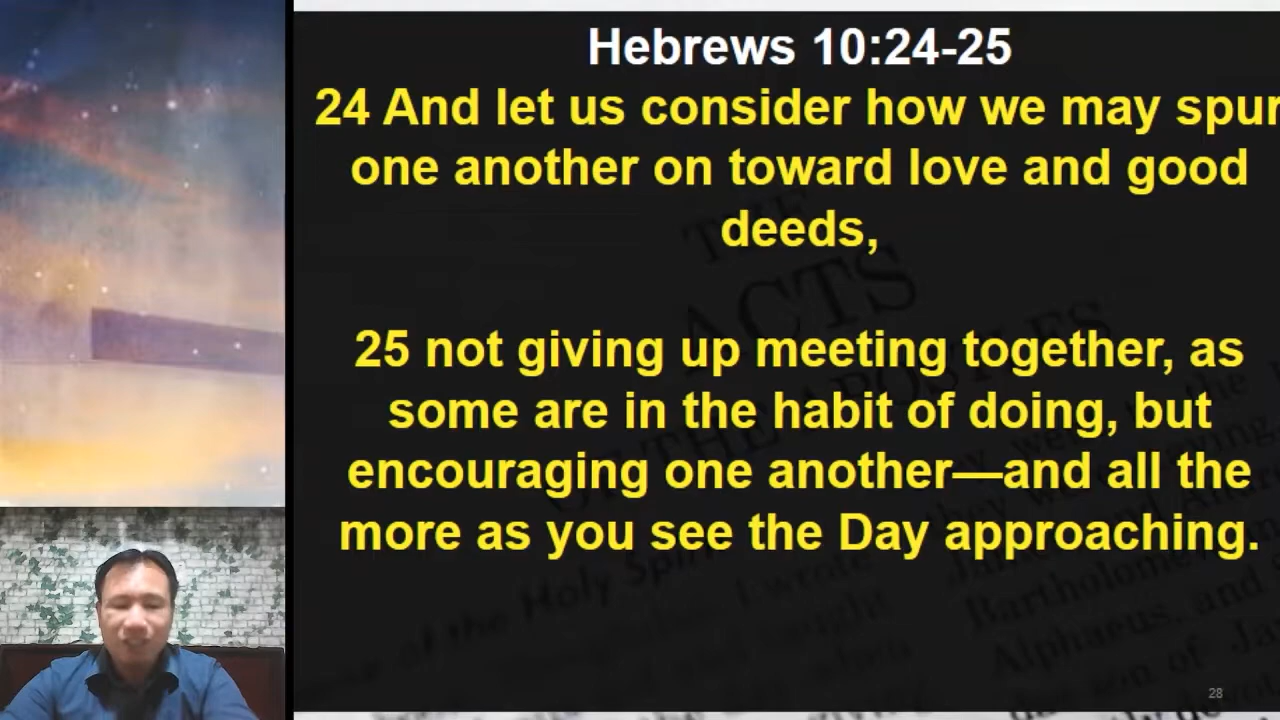 Hebrews 10:24-25
24 And let us consider how we may spur
one another on toward love and good
deeds,
25 not giving up meeting together, as
some are in the habit of doing, but
encouraging one another—and all the
more as you see the Day approaching.
THE
ACTS
28